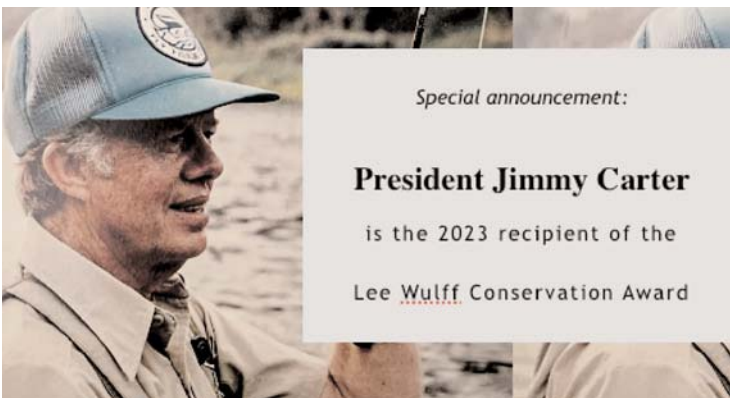 Special announcement:
President Jimmy Carter
is the 2023 recipient of the
Lee Wulff Conservation Award